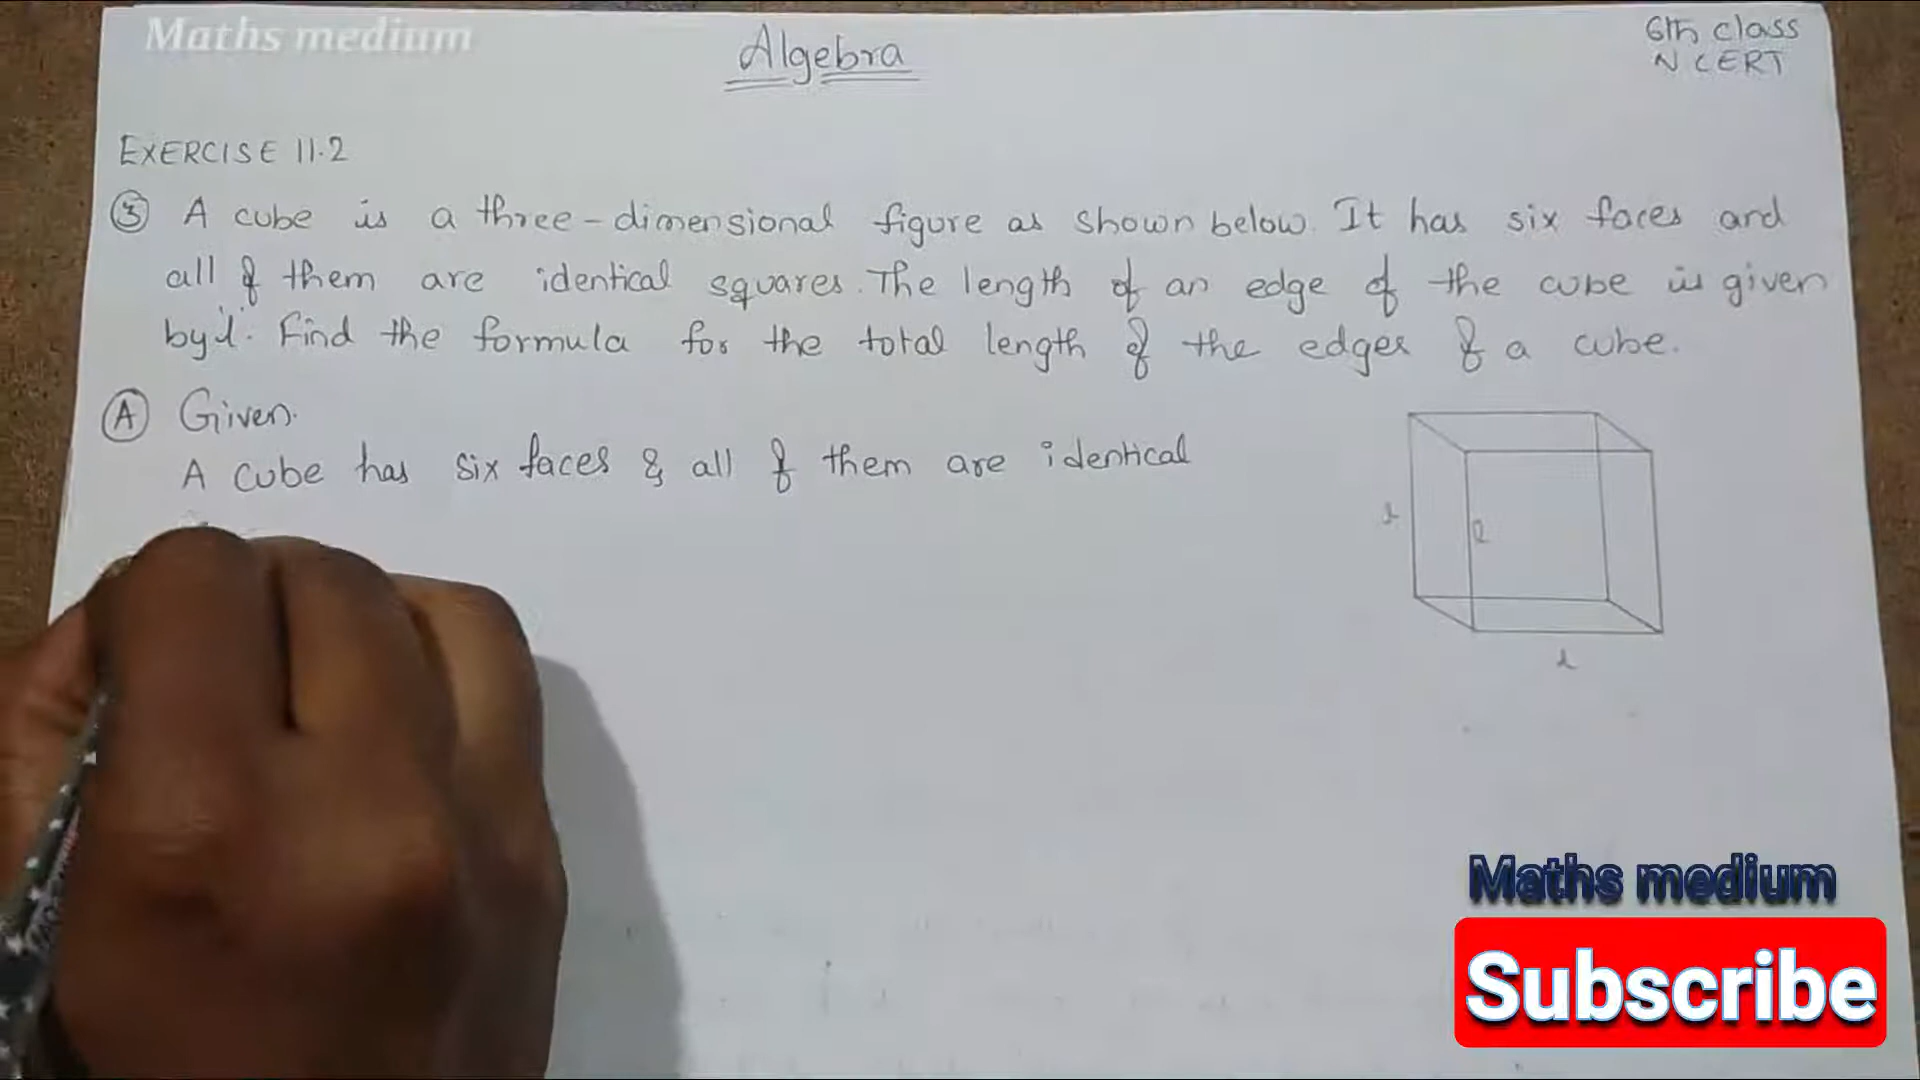 Maths medium
Algebra
6th class
NCERT
EXERCISE 11.2
3 A cube is a three-dimensional figure as shown below. It has six faces and
all of them are identical squares. The length of an edge of the cube is given
by 'l'. Find the formula for the total length of the edges of a cube.
A Given.
A cube has six faces & all of them are identical
l
l
l
Maths medium
Subscribe